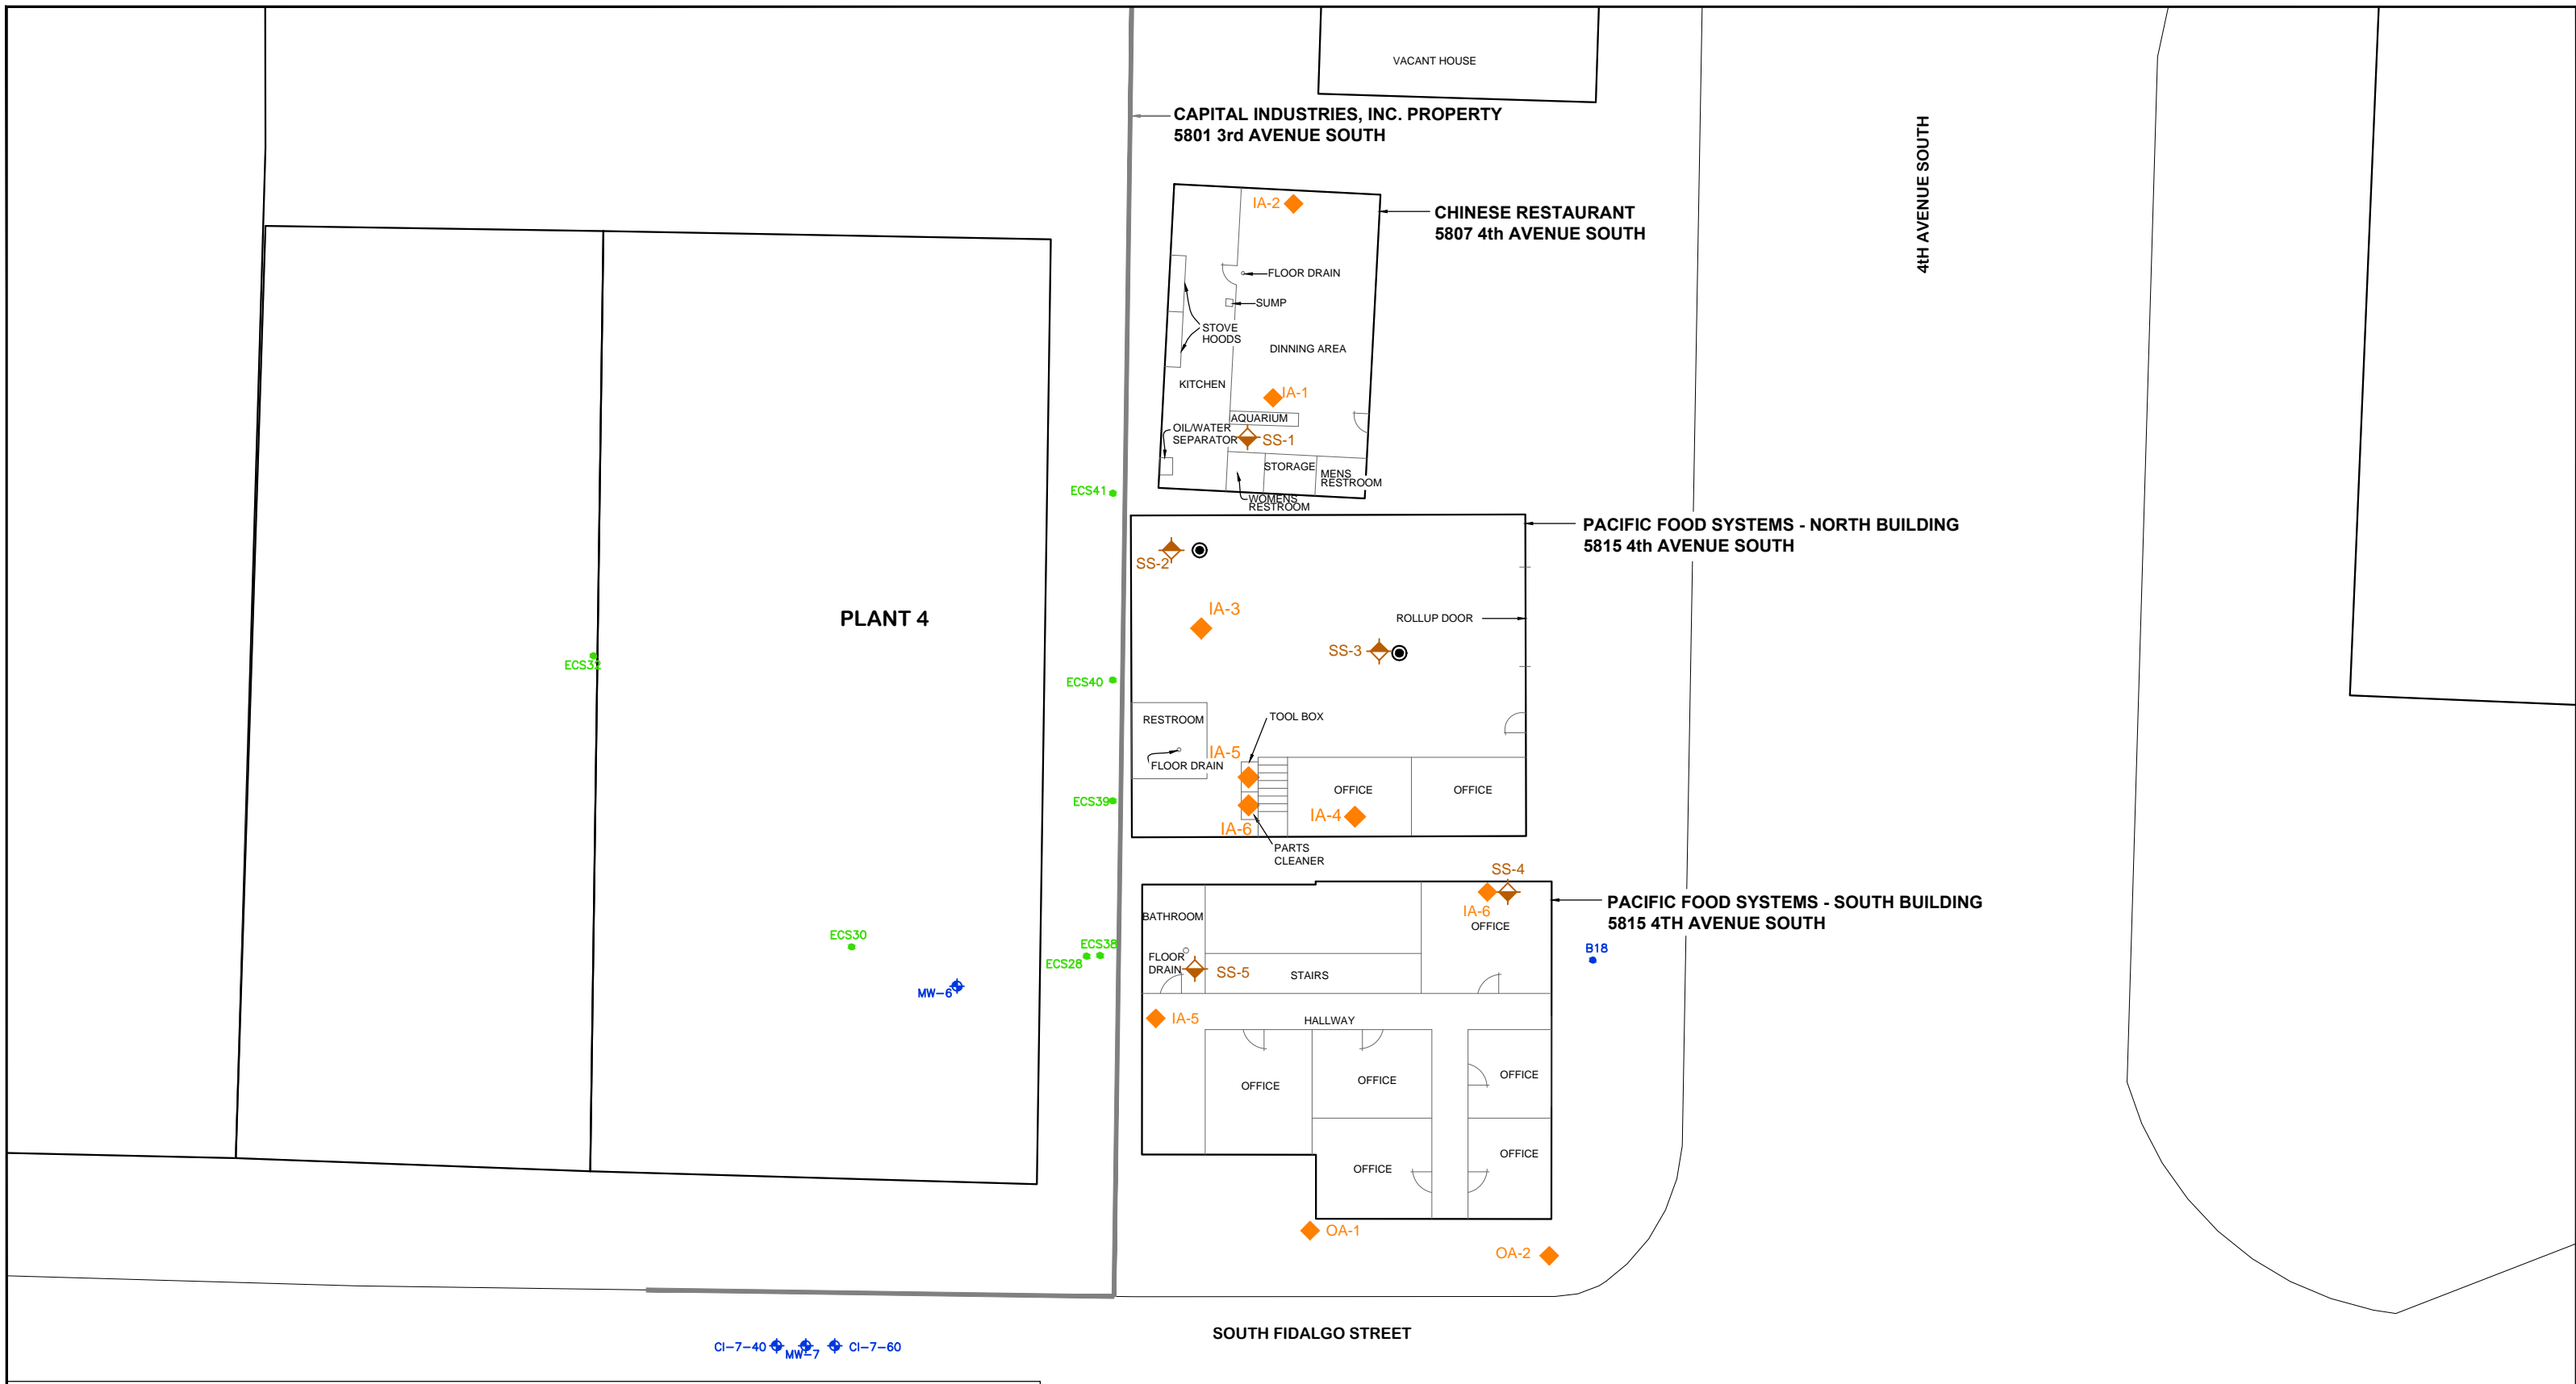 VACANT HOUSE
CAPITAL INDUSTRIES, INC. PROPERTY
5801 3rd AVENUE SOUTH
4tH AVENUE SOUTH
IA-2
CHINESE RESTAURANT
5807 4th AVENUE SOUTH
FLOOR DRAIN
SUMP
STOVE
HOODS
DINNING AREA
KITCHEN
IA-1
AQUARIUM
OIL/WATER
SEPARATOR
SS-1
STORAGE
MENS
RESTROOM
WOMENS
RESTROOM
ECS41
PACIFIC FOOD SYSTEMS - NORTH BUILDING
5815 4th AVENUE SOUTH
SS-2
IA-3
PLANT 4
ROLLUP DOOR
SS-3
ECS32
ECS40
RESTROOM
TOOL BOX
IA-5
FLOOR DRAIN
OFFICE
OFFICE
ECS39
IA-4
IA-6
PARTS
CLEANER
SS-4
PACIFIC FOOD SYSTEMS - SOUTH BUILDING
5815 4TH AVENUE SOUTH
IA-6
OFFICE
BATHROOM
ECS30
ECS38
ECS28
B18
FLOOR
DRAIN
SS-5
STAIRS
MW-6
IA-5
HALLWAY
OFFICE
OFFICE
OFFICE
OFFICE
OFFICE
OA-1
OA-2
SOUTH FIDALGO STREET
CI-7-40
MW-7
CI-7-60